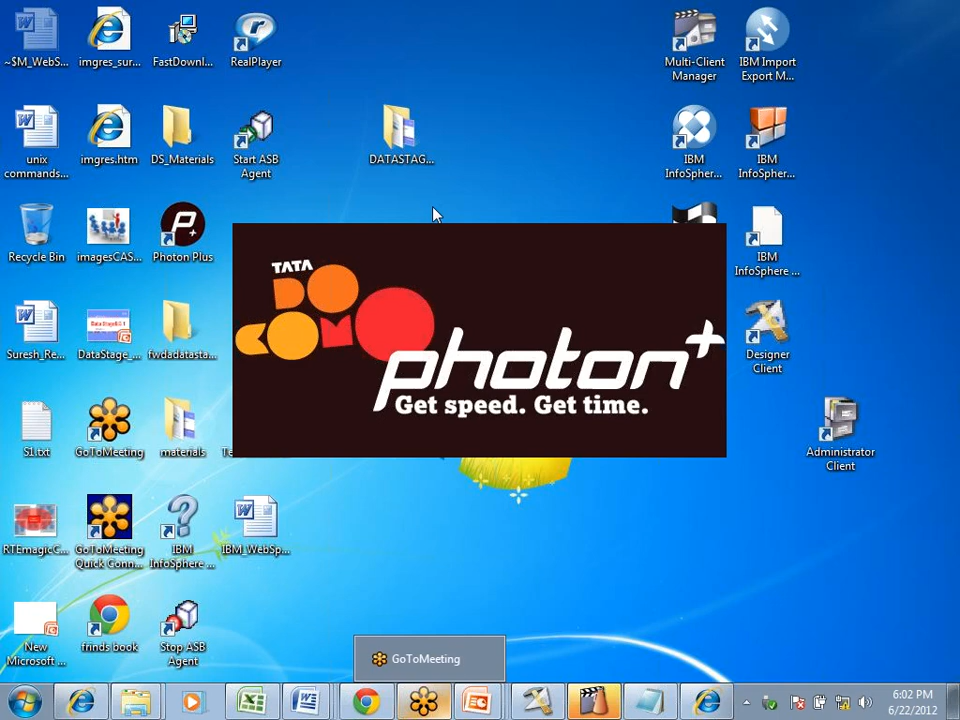 ~$M_WebS...
imgres_sur...
FastDownl...
RealPlayer
Multi-Client
Manager
IBM Import
Export M...
unix
commands...
imgres.htm
DS_Materials
Start ASB
Agent
DATASTAG...
IBM
InfoSpher...
IBM
InfoSpher...
Recycle Bin
imagesCAS...
Photon Plus
IBM
InfoSphere ...
TATA
DOCOMO
photon+
Get speed. Get time.
Suresh_Re...
DataStage_...
fwdadatasta...
Designer
Client
S1.txt
GoToMeeting
materials
Administrator
Client
RTEmagicC...
GoToMeeting
Quick Conn...
IBM
InfoSphere ...
IBM_WebSp...
New
Microsoft ...
frinds book
Stop ASB
Agent
GoToMeeting
6:02 PM
6/22/2012